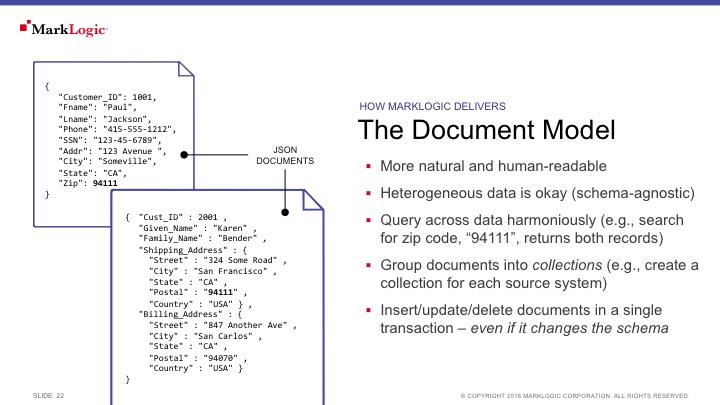 MarkLogic
{
"Customer_ID": 1001,
"Fname": "Paul",
"Lname": "Jackson",
"Phone": "415-555-1212",
"SSN": "123-45-6789",
"Addr": "123 Avenue ",
"City": "Someville",
"State": "CA",
"Zip": 94111
}
JSON
DOCUMENTS
{ "Cust_ID" : 2001 ,
"Given_Name" : "Karen" ,
"Family_Name" : "Bender" ,
"Shipping_Address" : {
"Street" : "324 Some Road" ,
"City" : "San Francisco" ,
"State" : "CA" ,
"Postal" : "94111" ,
"Country" : "USA" } ,
"Billing_Address" : {
"Street" : "847 Another Ave" ,
"City" : "San Carlos" ,
"State" : "CA" ,
"Postal" : "94070" ,
"Country" : "USA" }
}
HOW MARKLOGIC DELIVERS
The Document Model
▪ More natural and human-readable
▪ Heterogeneous data is okay (schema-agnostic)
▪ Query across data harmoniously (e.g., search
for zip code, “94111”, returns both records)
▪ Group documents into collections (e.g., create a
collection for each source system)
▪ Insert/update/delete documents in a single
transaction – even if it changes the schema
SLIDE: 22
© COPYRIGHT 2016 MARKLOGIC CORPORATION. ALL RIGHTS RESERVED.